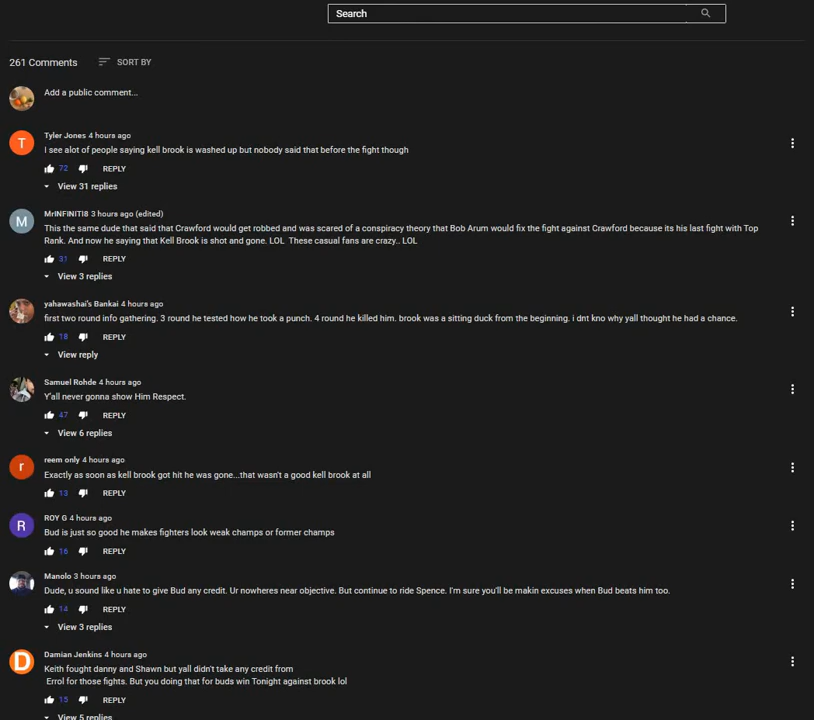 Search
261 Comments SORT BY
Add a public comment...
T
Tyler Jones 4 hours ago
I see alot of people saying kell brook is washed up but nobody said that before the fight though
72 REPLY
View 31 replies
M
MrINFINITI8 3 hours ago (edited)
This the same dude that said that Crawford would get robbed and was scared of a conspiracy theory that Bob Arum would fix the fight against Crawford because its his last fight with Top
Rank. And now he saying that Kell Brook is shot and gone. LOL These casual fans are crazy.. LOL
31 REPLY
View 3 replies
yahawashai's Bankai 4 hours ago
first two round info gathering. 3 round he tested how he took a punch. 4 round he killed him. brook was a sitting duck from the beginning. i dnt kno why yall thought he had a chance.
18 REPLY
View reply
Samuel Rohde 4 hours ago
Y'all never gonna show Him Respect.
47 REPLY
View 6 replies
r
reem only 4 hours ago
Exactly as soon as kell brook got hit he was gone...that wasn't a good kell brook at all
13 REPLY
R
ROY G 4 hours ago
Bud is just so good he makes fighters look weak champs or former champs
16 REPLY
Manolo 3 hours ago
Dude, u sound like u hate to give Bud any credit. Ur nowheres near objective. But continue to ride Spence. I'm sure you'll be makin excuses when Bud beats him too.
14 REPLY
View 3 replies
D
Damian Jenkins 4 hours ago
Keith fought danny and Shawn but yall didn't take any credit from
Errol for those fights. But you doing that for buds win Tonight against brook lol
15 REPLY
View 5 replies